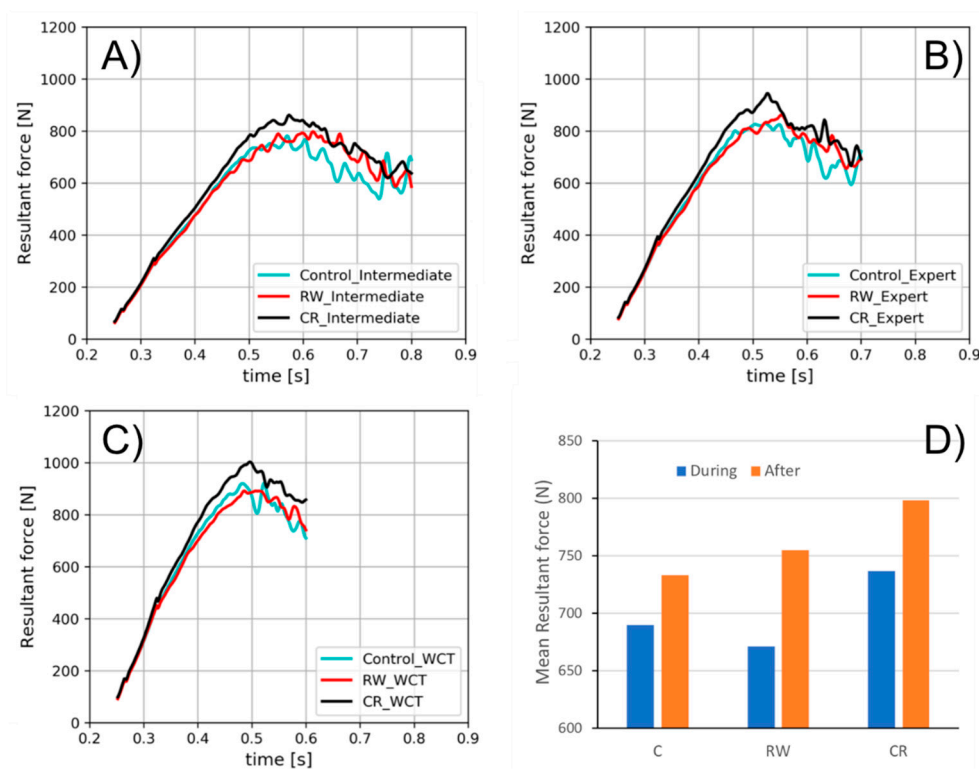 A)
Resultant force [N]
1200
1000
800
600
400
200
0
0.2 0.3 0.4 0.5 0.6 0.7 0.8 0.9
time [s]
Control_Intermediate
RW_Intermediate
CR_Intermediate
B)
Resultant force [N]
1200
1000
800
600
400
200
0
0.2 0.3 0.4 0.5 0.6 0.7 0.8 0.9
time [s]
Control_Expert
RW_Expert
CR_Expert
C)
Resultant force [N]
1200
1000
800
600
400
200
0
0.2 0.3 0.4 0.5 0.6 0.7 0.8 0.9
time [s]
Control_WCT
RW_WCT
CR_WCT
D)
Mean Resultant force (N)
850
800
750
700
650
600
During After
C RW CR